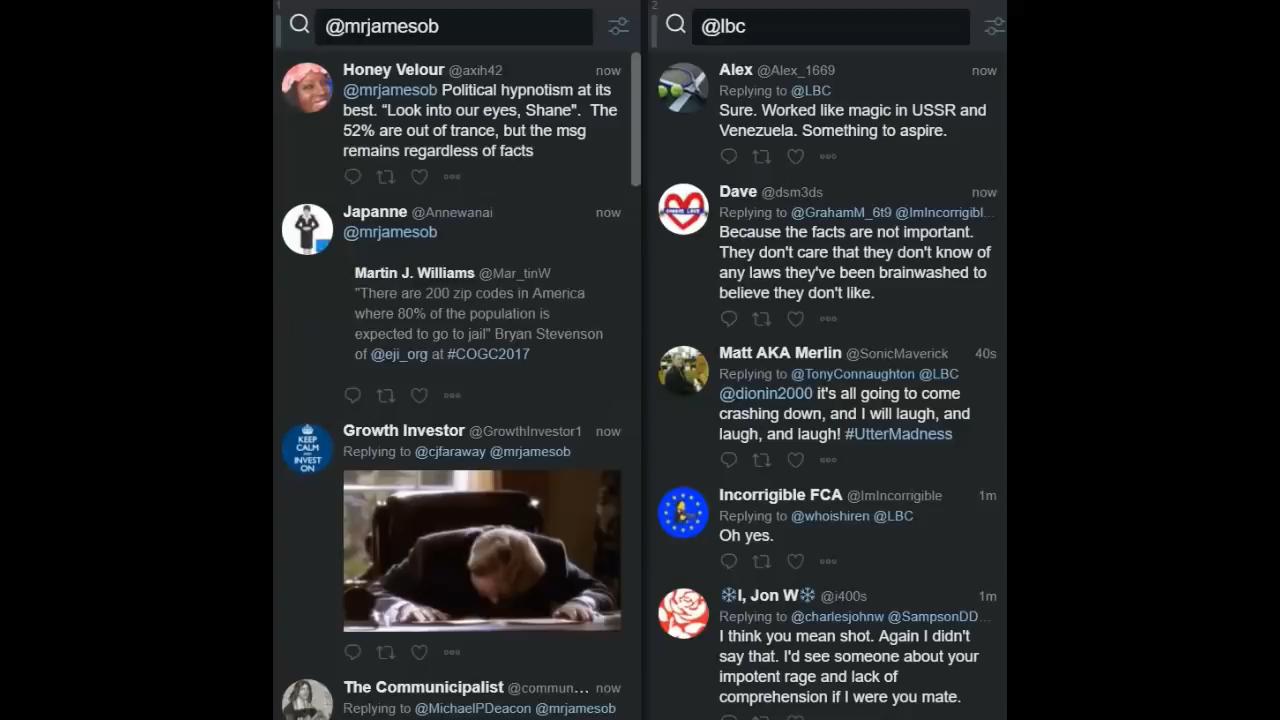 1
@mrjamesob
Honey Velour @axih42 now
@mrjamesob Political hypnotism at its
best. “Look into our eyes, Shane". The
52% are out of trance, but the msg
remains regardless of facts
Japanne @Annewanai now
@mrjamesob
Martin J. Williams @Mar_tinW
"There are 200 zip codes in America
where 80% of the population is
expected to go to jail" Bryan Stevenson
of @eji_org at #COGC2017
KEEP
CALM
AND
INVEST
ON
Growth Investor @GrowthInvestor1 now
Replying to @cjfaraway @mrjamesob
The Communicipalist @commun... now
Replying to @MichaelPDeacon @mrjamesob
2
@lbc
Alex @Alex_1669 now
Replying to @LBC
Sure. Worked like magic in USSR and
Venezuela. Something to aspire.
Dave @dsm3ds now
Replying to @GrahamM_6t9 @ImIncorrigibl...
Because the facts are not important.
They don't care that they don't know of
any laws they've been brainwashed to
believe they don't like.
Matt AKA Merlin @SonicMaverick 40s
Replying to @TonyConnaughton @LBC
@dionin2000 it's all going to come
crashing down, and I will laugh, and
laugh, and laugh! #UtterMadness
Incorrigible FCA @ImIncorrigible 1m
Replying to @whoishiren @LBC
Oh yes.
❄I, Jon W❄ @i400s 1m
Replying to @charlesjohnw @SampsonDD...
I think you mean shot. Again I didn't
say that. I'd see someone about your
impotent rage and lack of
comprehension if I were you mate.